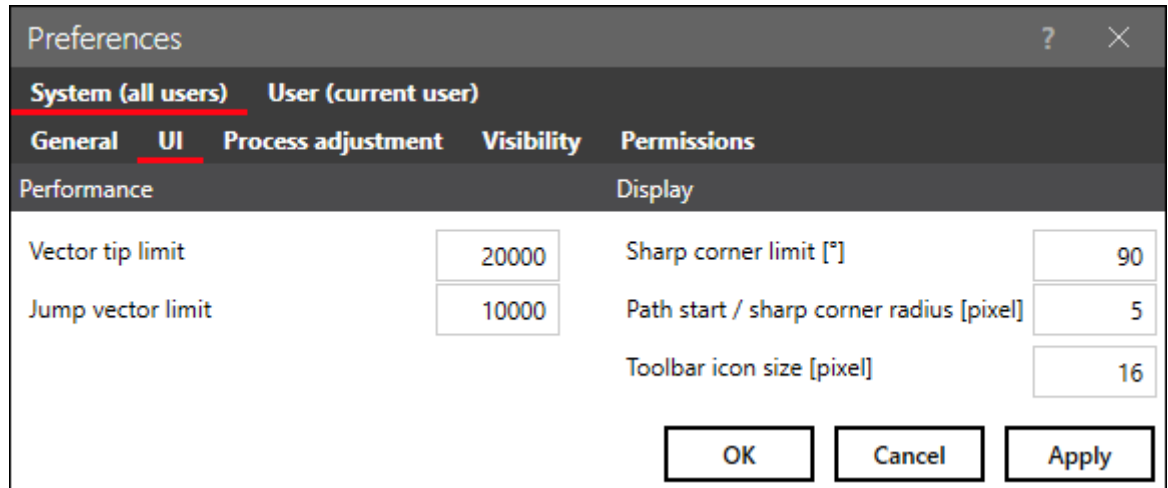 Preferences ? ×
System (all users) User (current user)
General UI Process adjustment Visibility Permissions
Performance Display
Vector tip limit 20000 Sharp corner limit [°] 90
Jump vector limit 10000 Path start / sharp corner radius [pixel] 5
Toolbar icon size [pixel] 16
OK Cancel Apply